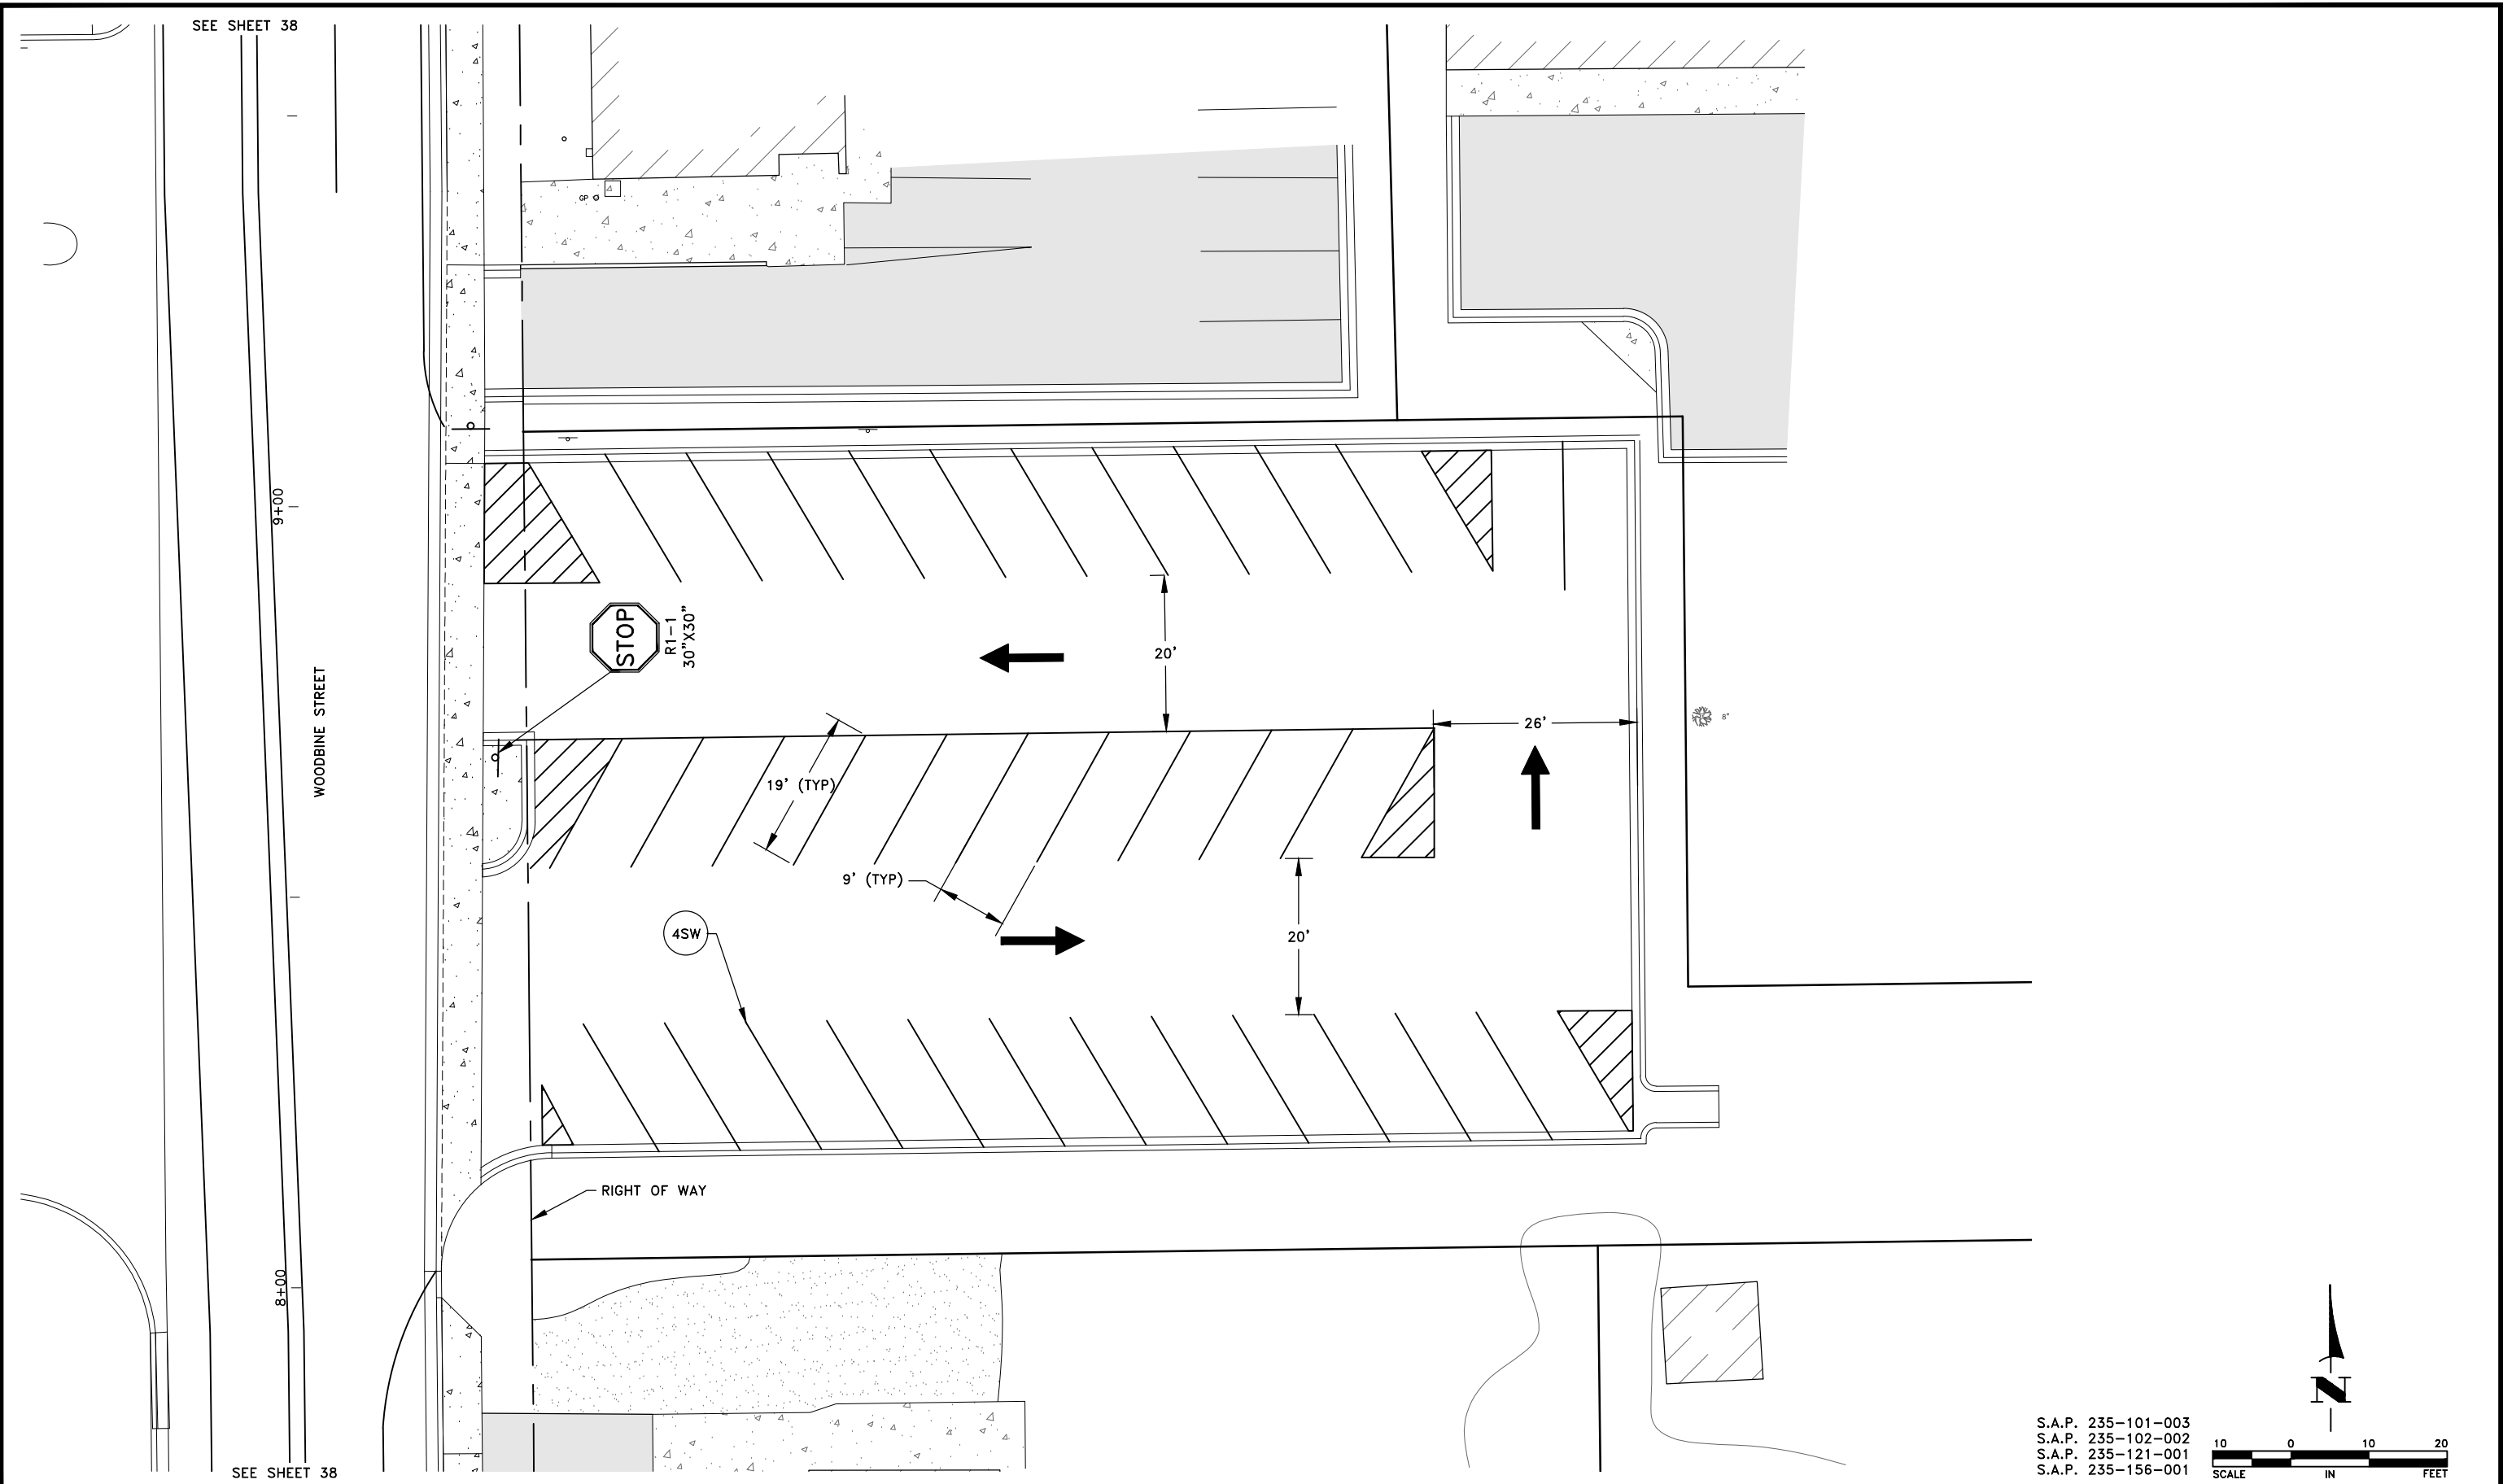 SEE SHEET 38
GP
9+00
STOP
R1-1
30"X30"
20'
WOODBINE STREET
26'
8"
19' (TYP)
9' (TYP)
4SW
20'
RIGHT OF WAY
8+00
N
S.A.P. 235-101-003
S.A.P. 235-102-002
S.A.P. 235-121-001
S.A.P. 235-156-001
10 0 10 20
SCALE IN FEET
SEE SHEET 38